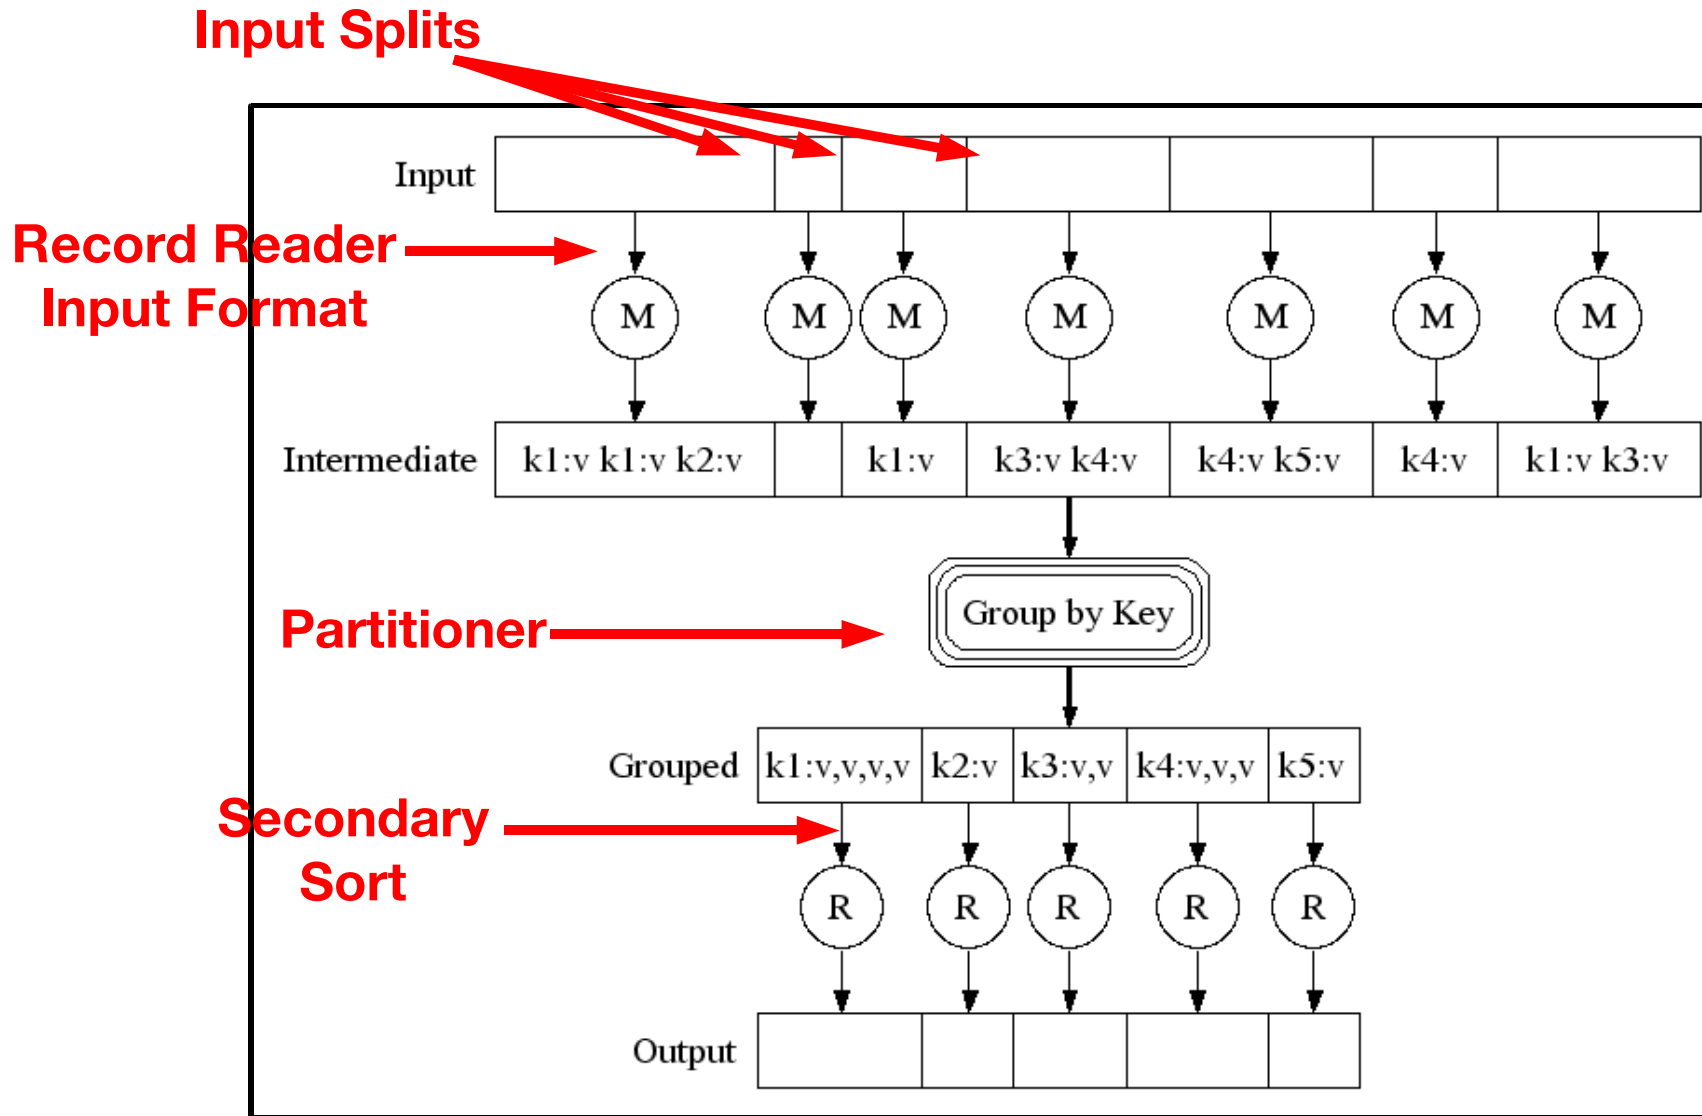 Input Splits
Input
Record Reader
Input Format
M M M M M M M
Intermediate k1:v k1:v k2:v k1:v k3:v k4:v k4:v k5:v k4:v k1:v k3:v
Group by Key
Partitioner
Grouped k1:v,v,v,v k2:v k3:v,v k4:v,v,v k5:v
Secondary
Sort
R R R R R
Output